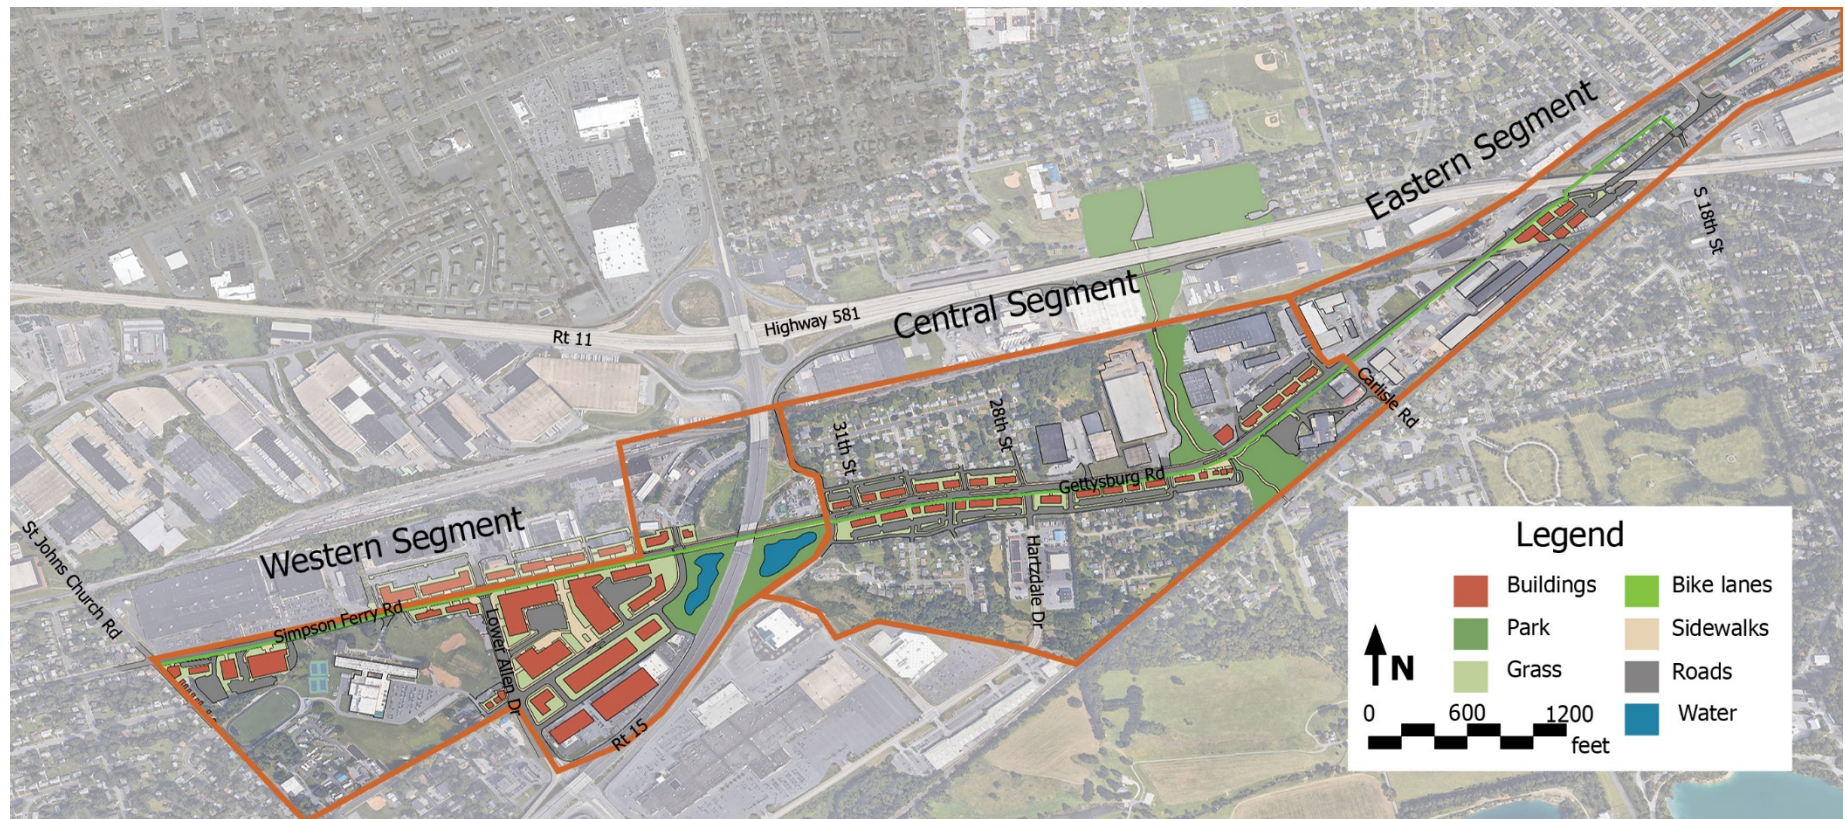 Eastern Segment
S 18th St
Central Segment
Highway 581
Rt 11
Carlisle Rd
28th St
31th St
Gettysburg Rd
Western Segment
St Johns Church Rd
Simpson Ferry Rd
Lower Allen Dr
Hartzdale Dr
Rt 15
Legend
Buildings
Bike lanes
Park
Sidewalks
Grass
Roads
Water
N
0 600 1200
feet